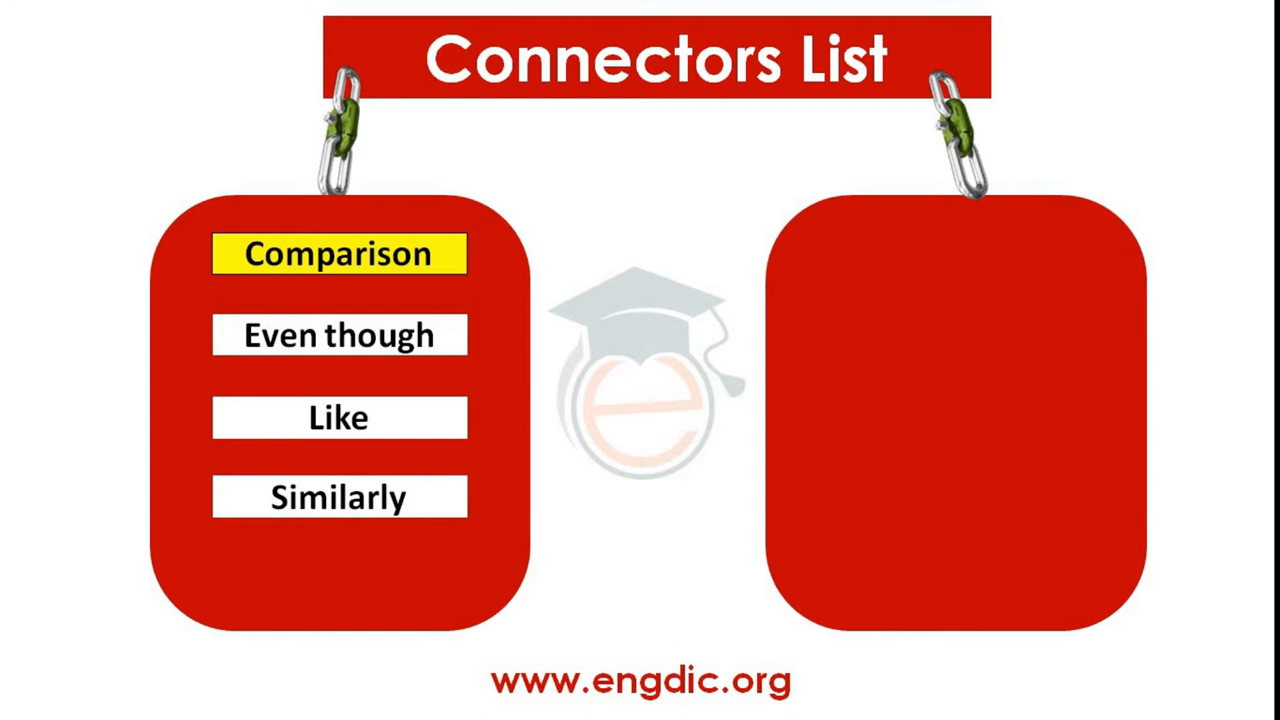 Connectors List
Comparison
Even though
Like
Similarly
www.engdic.org